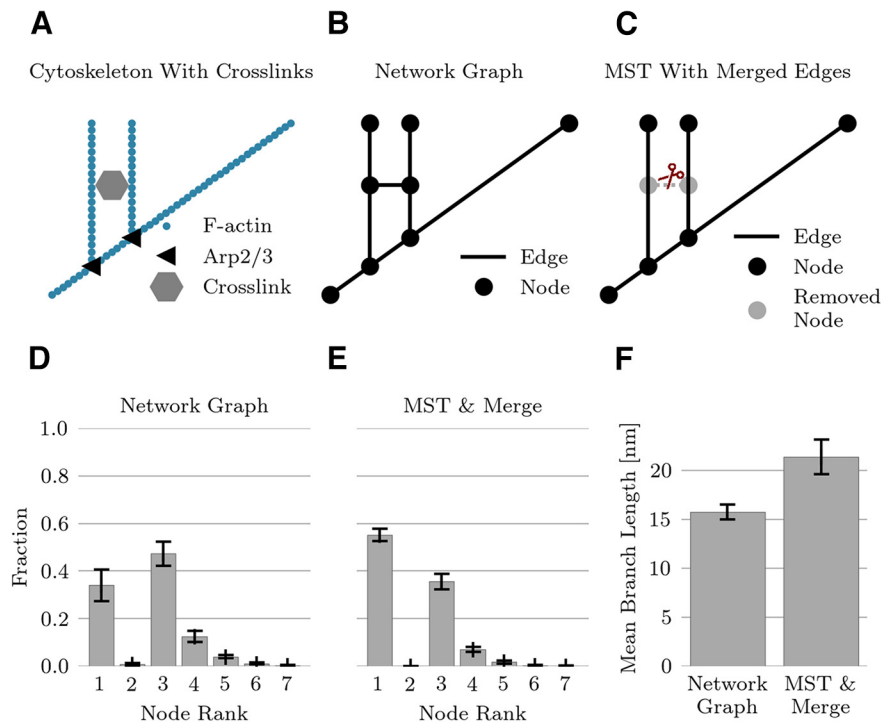 A
Cytoskeleton With Crosslinks
F-actin
Arp2/3
Crosslink
B
Network Graph
Edge
Node
C
MST With Merged Edges
Edge
Node
Removed
Node
D
Network Graph
Fraction
1.0
0.8
0.6
0.4
0.2
0.0
1 2 3 4 5 6 7
Node Rank
E
MST & Merge
1 2 3 4 5 6 7
Node Rank
F
Mean Branch Length [nm]
20
15
10
5
0
Network
Graph
MST &
Merge